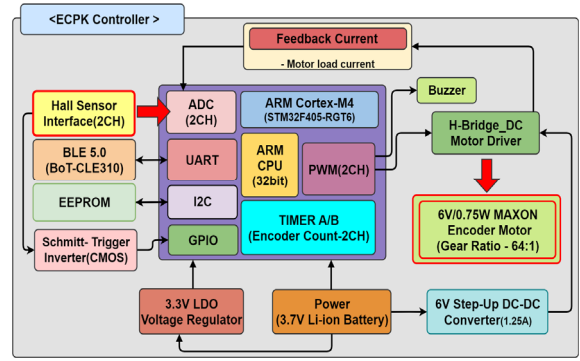 <ECPK Controller >
Feedback Current
- Motor load current
Hall Sensor
Interface(2CH)
ADC
(2CH)
ARM Cortex-M4
(STM32F405-RGT6)
Buzzer
BLE 5.0
(BoT-CLE310)
UART
ARM
CPU
(32bit)
PWM(2CH)
H-Bridge_DC
Motor Driver
EEPROM
I2C
TIMER A/B
(Encoder Count-2CH)
6V/0.75W MAXON
Encoder Motor
(Gear Ratio - 64:1)
Schmitt- Trigger
Inverter(CMOS)
GPIO
3.3V LDO
Voltage Regulator
Power
(3.7V Li-ion Battery)
6V Step-Up DC-DC
Converter(1.25A)